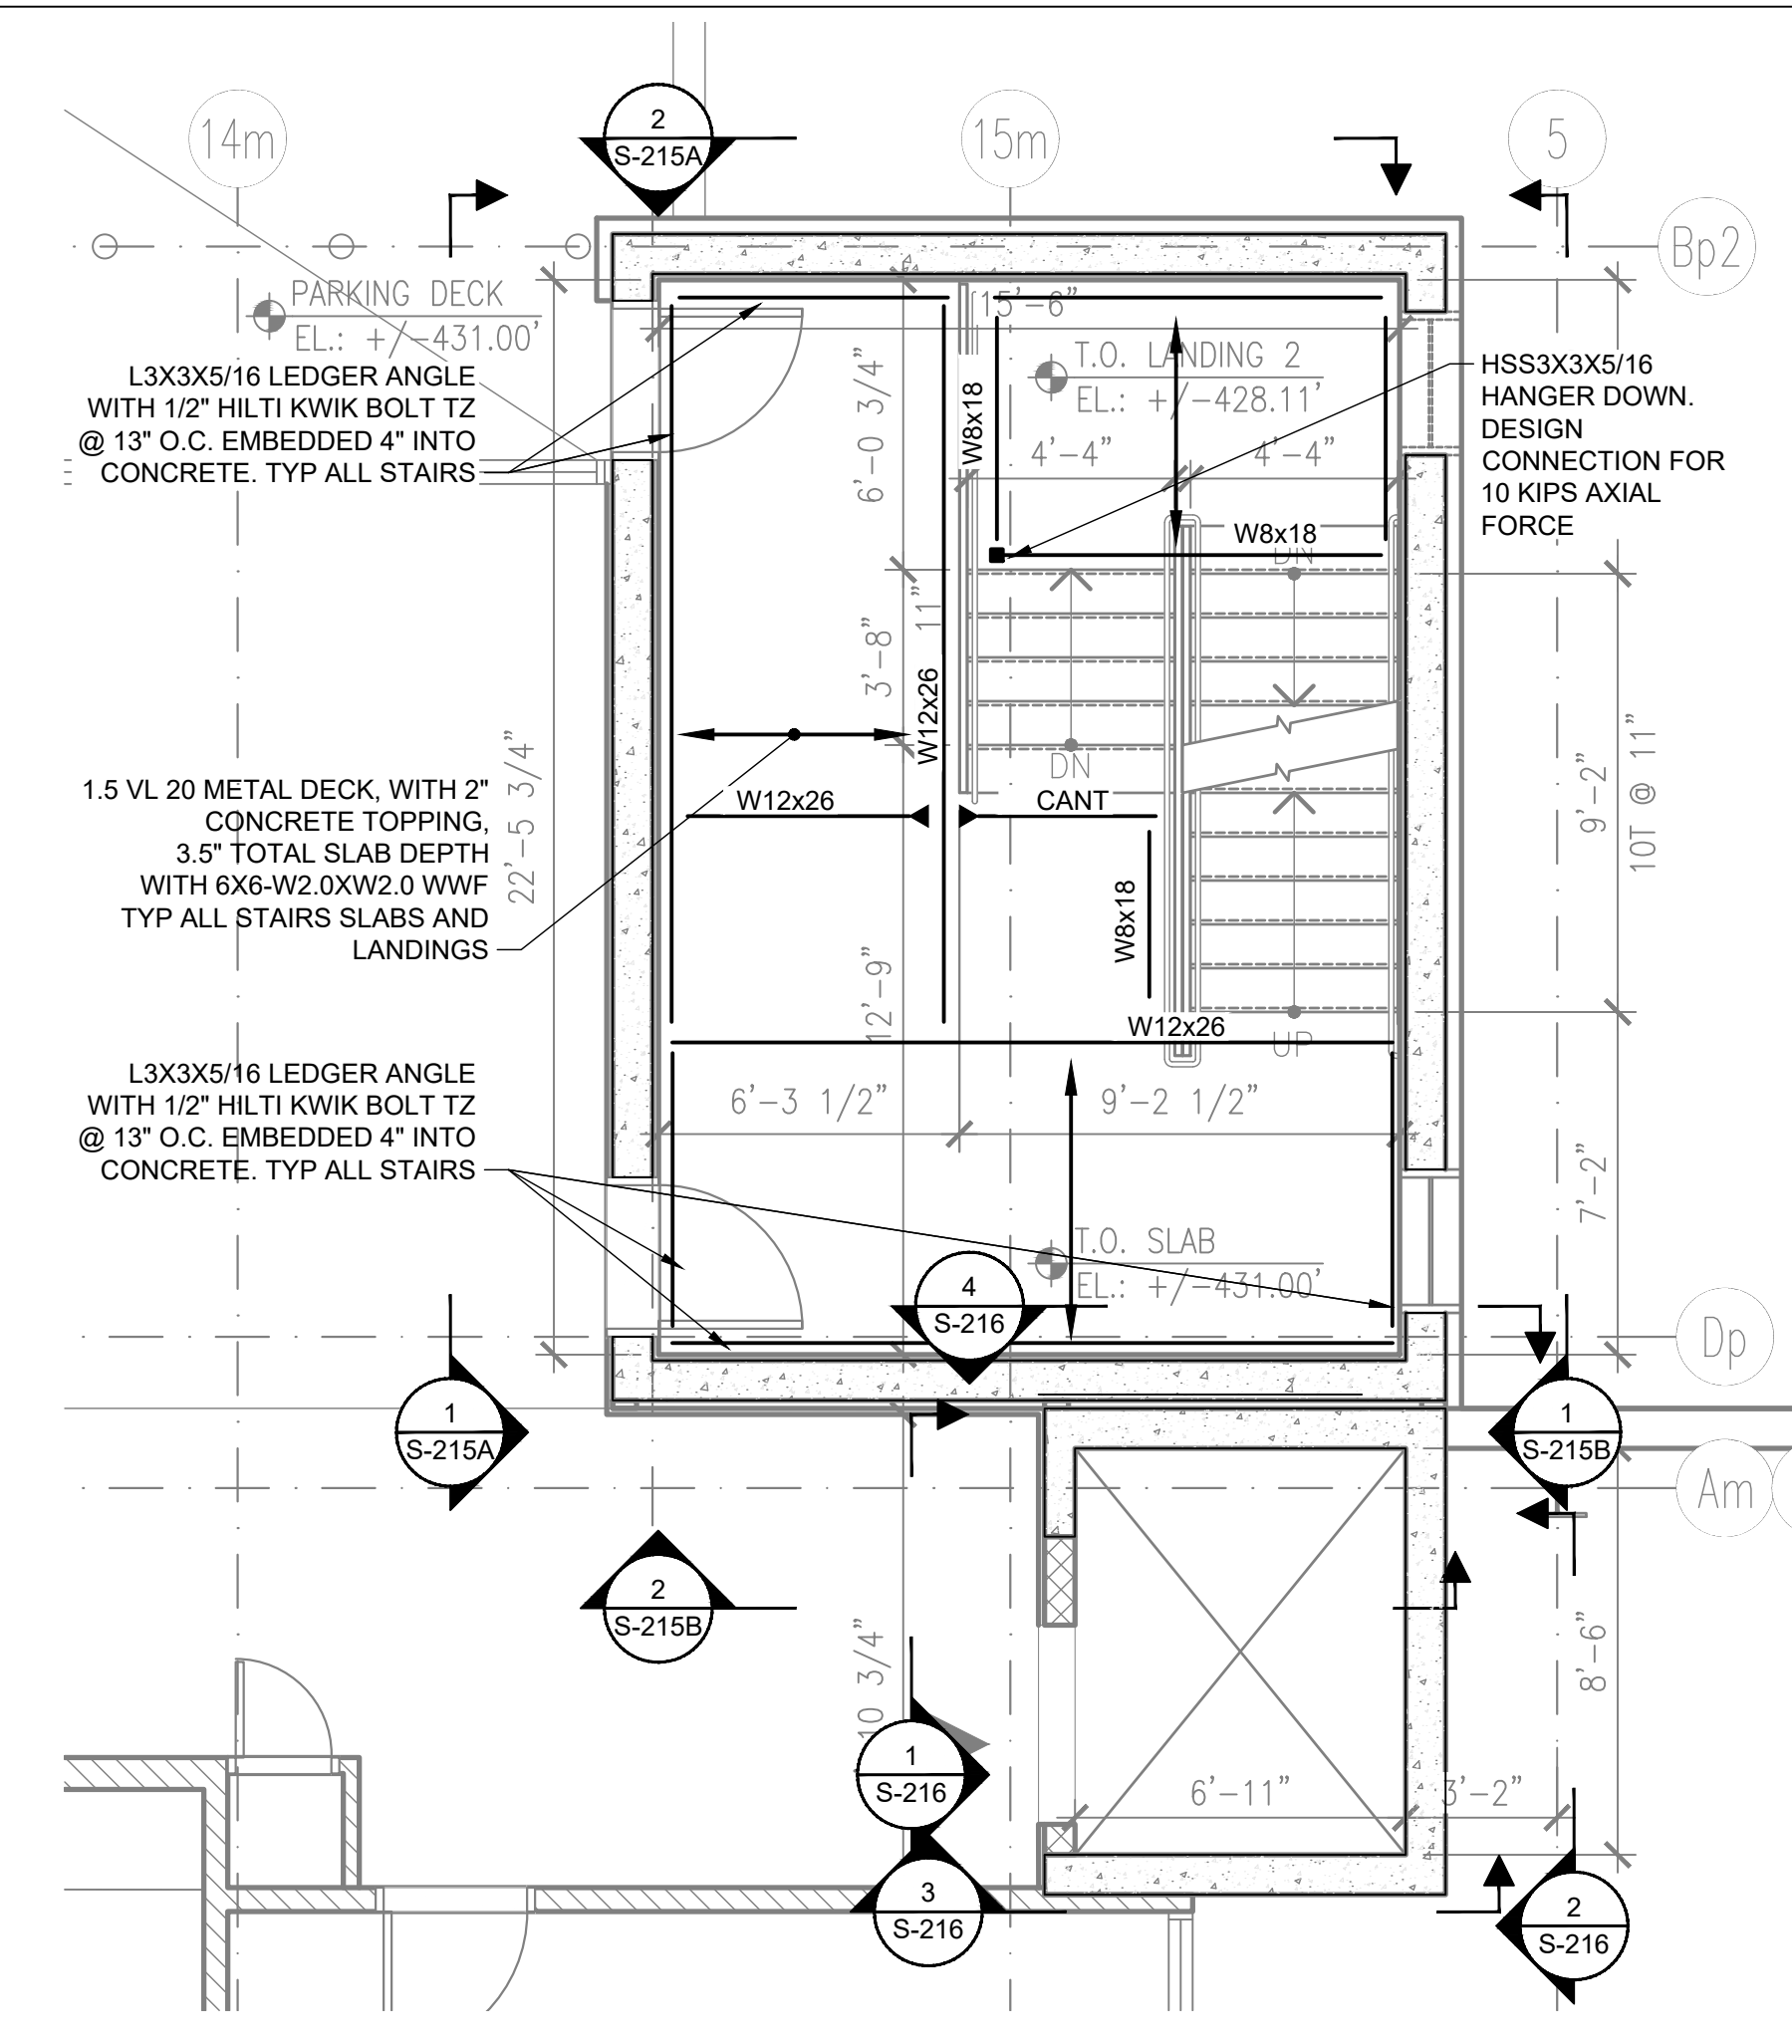 2
S-215A
14m
15m
5
Bp2
PARKING DECK
EL.: +/-431.00'
15'-6"
L3X3X5/16 LEDGER ANGLE
WITH 1/2" HILTI KWIK BOLT TZ
@ 13" O.C. EMBEDDED 4" INTO
CONCRETE. TYP ALL STAIRS
6'-0 3/4"
W8x18
T.O. LANDING 2
EL.: +/-428.11'
4'-4"
4'-4"
HSS3X3X5/16
HANGER DOWN.
DESIGN
CONNECTION FOR
10 KIPS AXIAL
FORCE
W8x18
DN
11"
3'-8"
W12x26
DN
22'-5 3/4"
9'-2"
10T @ 11"
1.5 VL 20 METAL DECK, WITH 2"
CONCRETE TOPPING,
3.5" TOTAL SLAB DEPTH
WITH 6X6-W2.0XW2.0 WWF
TYP ALL STAIRS SLABS AND
LANDINGS
W12x26
CANT
W8x18
12'-9"
W12x26
UP
L3X3X5/16 LEDGER ANGLE
WITH 1/2" HILTI KWIK BOLT TZ
@ 13" O.C. EMBEDDED 4" INTO
CONCRETE. TYP ALL STAIRS
6'-3 1/2"
9'-2 1/2"
7'-2"
T.O. SLAB
EL.: +/-431.00'
4
S-216
Dp
1
S-215A
1
S-215B
Am
2
S-215B
10 3/4"
8'-6"
1
S-216
6'-11"
3'-2"
3
S-216
2
S-216